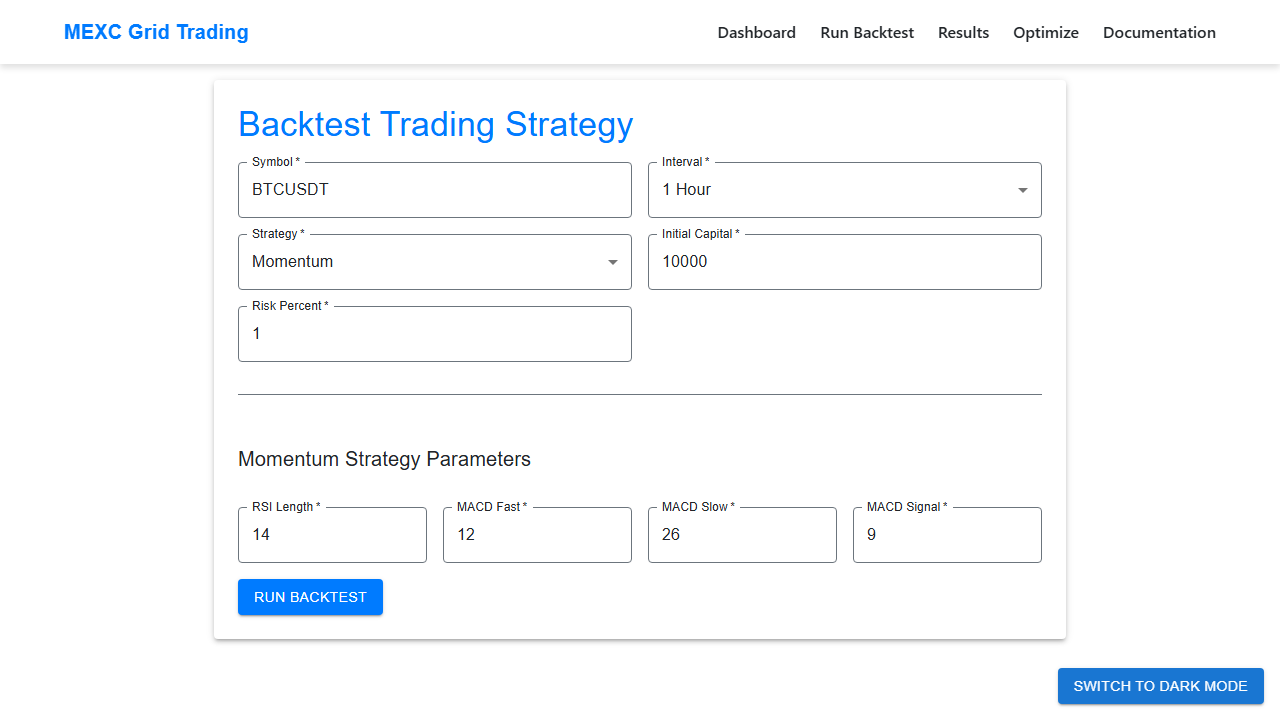 MEXC Grid Trading
Dashboard
Run Backtest
Results
Optimize
Documentation
Backtest Trading Strategy
Symbol *
BTCUSDT
Interval *
1 Hour
Strategy *
Momentum
Initial Capital *
10000
Risk Percent *
1
Momentum Strategy Parameters
RSI Length *
14
MACD Fast *
12
MACD Slow *
26
MACD Signal *
9
RUN BACKTEST
SWITCH TO DARK MODE